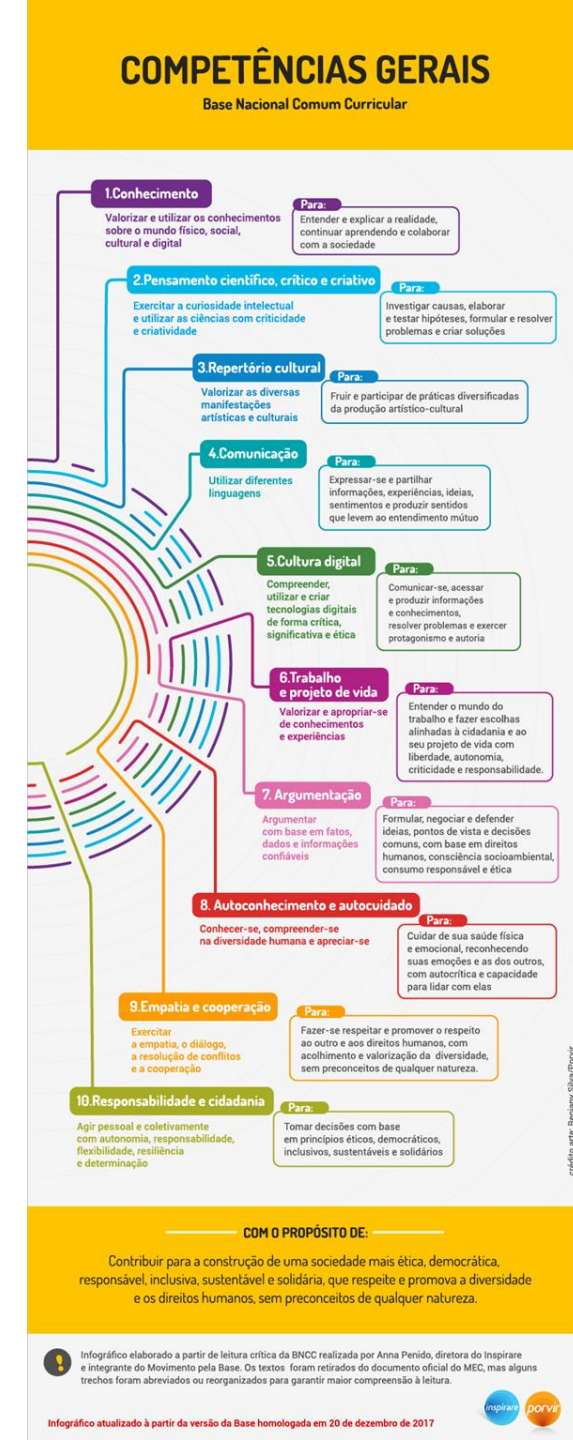 COMPETÊNCIAS GERAIS
Base Nacional Comum Curricular
1.Conhecimento
Valorizar e utilizar os conhecimentos
sobre o mundo físico, social,
cultural e digital
Para:
Entender e explicar a realidade,
continuar aprendendo e colaborar
com a sociedade
2.Pensamento científico, crítico e criativo
Exercitar a curiosidade intelectual
e utilizar as ciências com criticidade
e criatividade
Para:
Investigar causas, elaborar
e testar hipóteses, formular e resolver
problemas e criar soluções
3.Repertório cultural
Valorizar as diversas
manifestações
artísticas e culturais
Para:
Fruir e participar de práticas diversificadas
da produção artístico-cultural
4.Comunicação
Utilizar diferentes
linguagens
Para:
Expressar-se e partilhar
informações, experiências, ideias,
sentimentos e produzir sentidos
que levem ao entendimento mútuo
5.Cultura digital
Compreender,
utilizar e criar
tecnologias digitais
de forma crítica,
significativa e ética
Para:
Comunicar-se, acessar
e produzir informações
e conhecimentos,
resolver problemas e exercer
protagonismo e autoria
6.Trabalho
e projeto de vida
Valorizar e apropriar-se
de conhecimentos
e experiências
Para:
Entender o mundo do
trabalho e fazer escolhas
alinhadas à cidadania e ao
seu projeto de vida com
liberdade, autonomia,
criticidade e responsabilidade.
7. Argumentação
Argumentar
com base em fatos,
dados e informações
confiáveis
Para:
Formular, negociar e defender
ideias, pontos de vista e decisões
comuns, com base em direitos
humanos, consciência socioambiental,
consumo responsável e ética
8. Autoconhecimento e autocuidado
Conhecer-se, compreender-se
na diversidade humana e apreciar-se
Para:
Cuidar de sua saúde física
e emocional, reconhecendo
suas emoções e as dos outros,
com autocrítica e capacidade
para lidar com elas
9.Empatia e cooperação
Exercitar
a empatia, o diálogo,
a resolução de conflitos
e a cooperação
Para:
Fazer-se respeitar e promover o respeito
ao outro e aos direitos humanos, com
acolhimento e valorização da diversidade,
sem preconceitos de qualquer natureza.
10.Responsabilidade e cidadania
Agir pessoal e coletivamente
com autonomia, responsabilidade,
flexibilidade, resiliência
e determinação
Para:
Tomar decisões com base
em princípios éticos, democráticos,
inclusivos, sustentáveis e solidários
crédito arte: Silva/Porvir
COM O PROPÓSITO DE:
Contribuir para a construção de uma sociedade mais ética, democrática,
responsável, inclusiva, sustentável e solidária, que respeite e promova a diversidade
e os direitos humanos, sem preconceitos de qualquer natureza.
Infográfico elaborado a partir de leitura crítica da BNCC realizada por Anna Penido, diretora do Inspirare
e integrante do Movimento pela Base. Os textos foram retirados do documento oficial do MEC, mas alguns
trechos foram abreviados ou reorganizados para garantir maior compreensão à leitura.
inspirare
porvir
Infográfico atualizado à partir da versão da Base homologada em 20 de dezembro de 2017